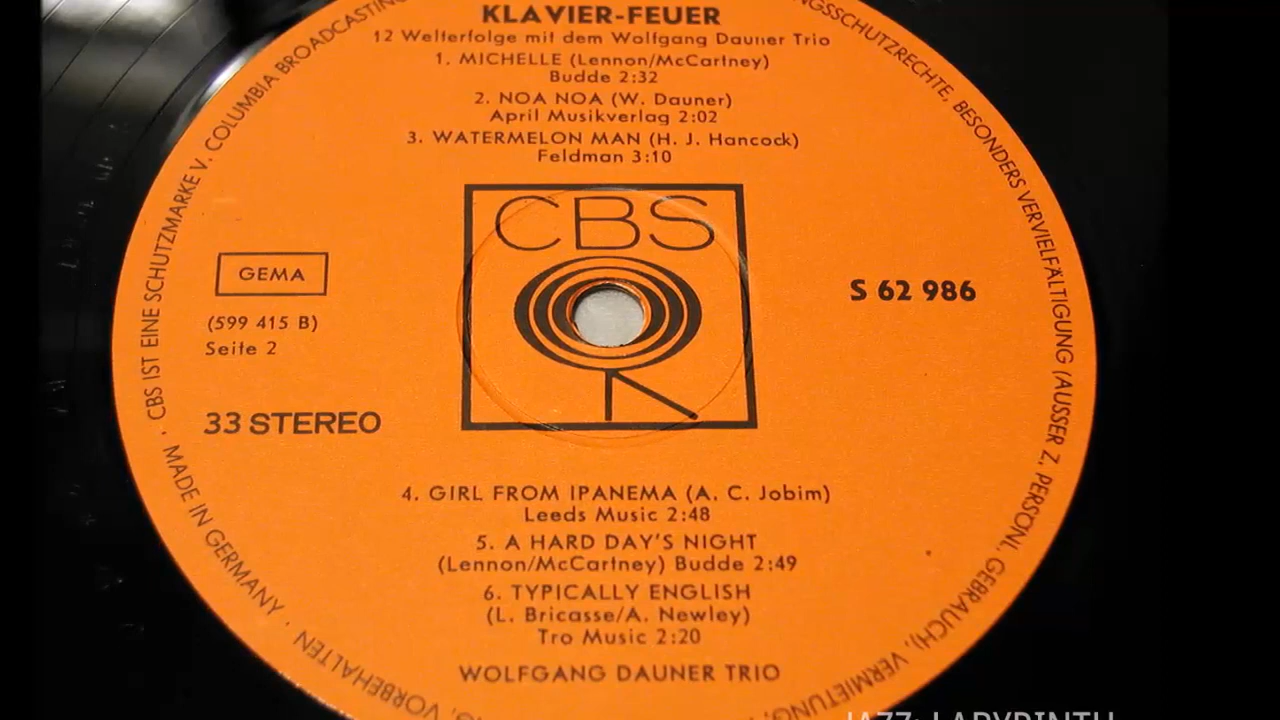 KLAVIER-FEUER
12 Welterfolge mit dem Wolfgang Dauner Trio
1. MICHELLE (Lennon/McCartney)
Budde 2:32
2. NOA NOA (W. Dauner)
April Musikverlag 2:02
3. WATERMELON MAN (H. J. Hancock)
Feldman 3:10
CBS
GEMA
(599 415 B)
Seite 2
33 STEREO
S 62 986
4. GIRL FROM IPANEMA (A. C. Jobim)
Leeds Music 2:48
5. A HARD DAY'S NIGHT
(Lennon/McCartney) Budde 2:49
6. TYPICALLY ENGLISH
(L. Bricasse/A. Newley)
Tro Music 2:20
WOLFGANG DAUNER TRIO
· MADE IN GERMANY · CBS IST EINE SCHUTZMARKE V. COLUMBIA BROADCASTING
BESONDERS VERVIELFÄLTIGUNG (AUSSER Z. PERSÖNL. GEBRAUCH), VERMIETUNG,
VORBEHALTEN
JAZZ: LABYRINTH